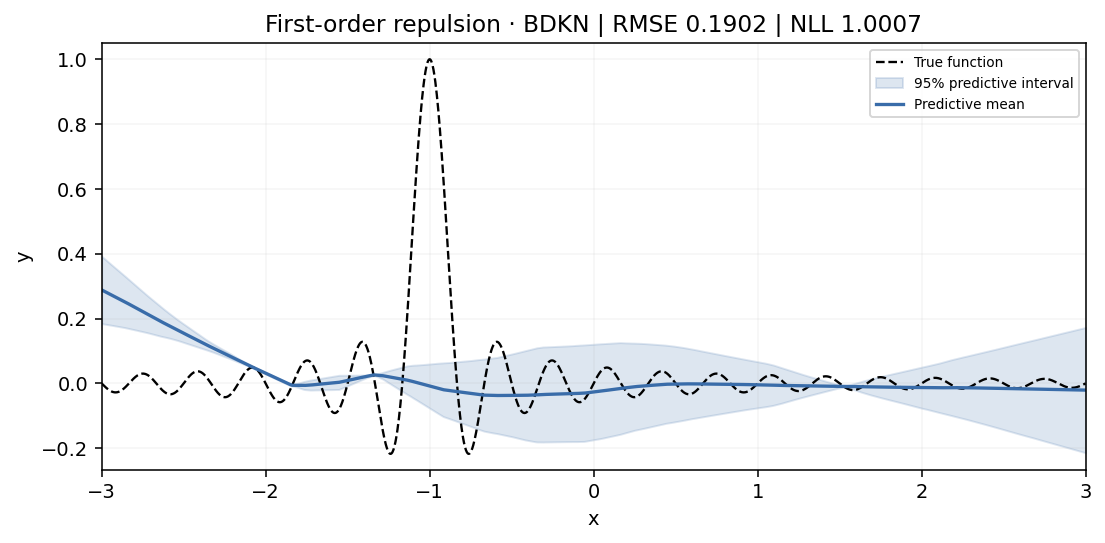 First-order repulsion · BDKN | RMSE 0.1902 | NLL 1.0007
True function
95% predictive interval
Predictive mean
y
1.0
0.8
0.6
0.4
0.2
0.0
−0.2
−3 −2 −1 0 1 2 3
x